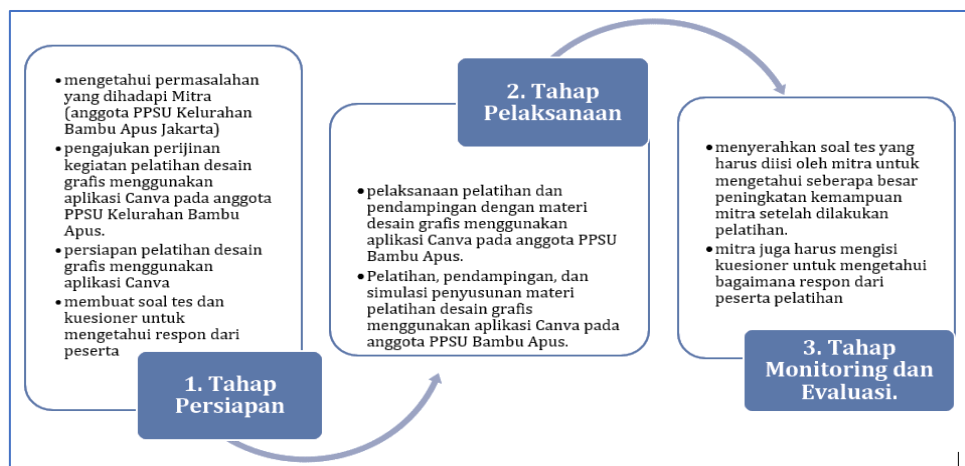 •mengetahui permasalahan
yang dihadapi Mitra
(anggota PPSU Kelurahan
Bambu Apus Jakarta)
•pengajukan perijinan
kegiatan pelatihan desain
grafis menggunakan
aplikasi Canva pada anggota
PPSU Kelurahan Bambu
Apus.
•persiapan pelatihan desain
grafis menggunakan
aplikasi Canva
•membuat soal tes dan
kuesioner untuk
mengetahui respon dari
peserta
1. Tahap
Persiapan
2. Tahap
Pelaksanaan
•pelaksanaan pelatihan dan
pendampingan dengan materi
desain grafis menggunakan
aplikasi Canva pada anggota PPSU
Bambu Apus.
•Pelatihan, pendampingan, dan
simulasi penyusunan materi
pelatihan desain grafis
menggunakan aplikasi Canva pada
anggota PPSU Bambu Apus.
•menyerahkan soal tes yang
harus diisi oleh mitra untuk
mengetahui seberapa besar
peningkatan kemampuan
mitra setelah dilakukan
pelatihan.
•mitra juga harus mengisi
kuesioner untuk mengetahui
bagaimana respon dari
peserta pelatihan
3. Tahap
Monitoring dan
Evaluasi.